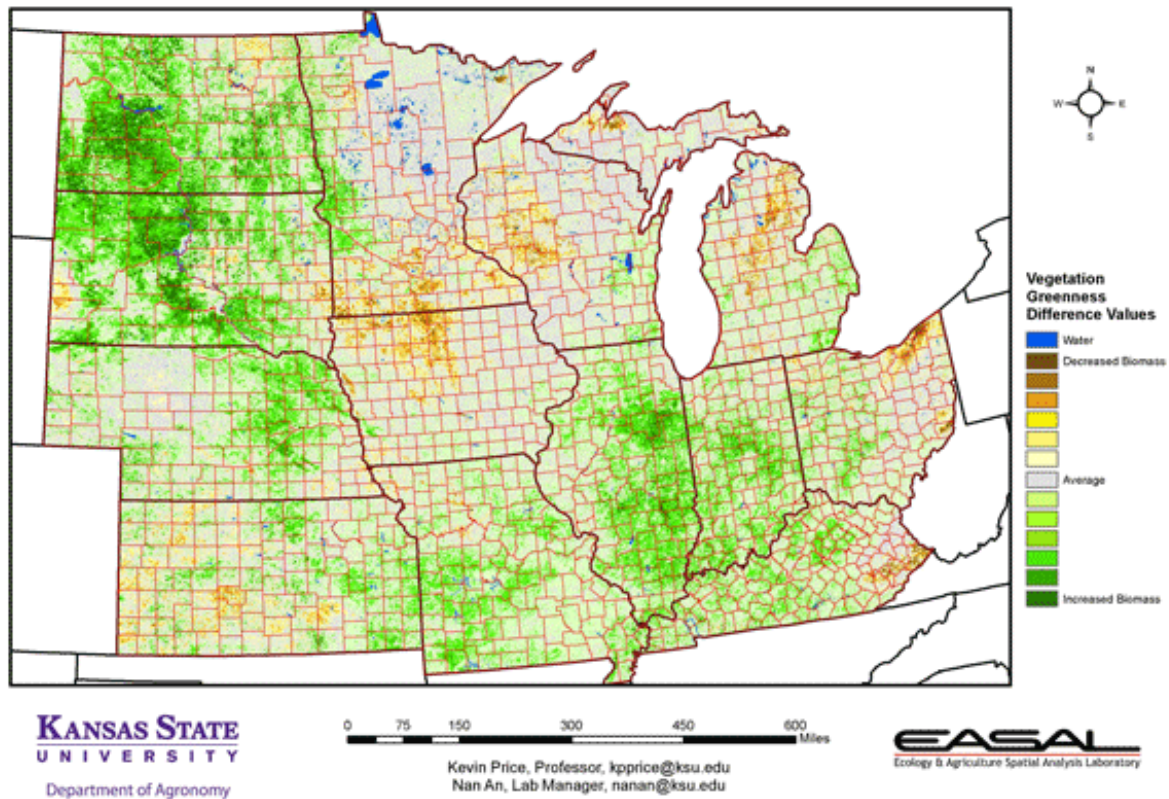 N
W E
S
Vegetation
Greenness
Difference Values
Water
Decreased Biomass
Average
Increased Biomass
KANSAS STATE
UNIVERSITY
Department of Agronomy
0 75 150 300 450 600
Miles
Kevin Price, Professor, kpprice@ksu.edu
Nan An, Lab Manager, nanan@ksu.edu
EASAL
Ecology & Agriculture Spatial Analysis Laboratory